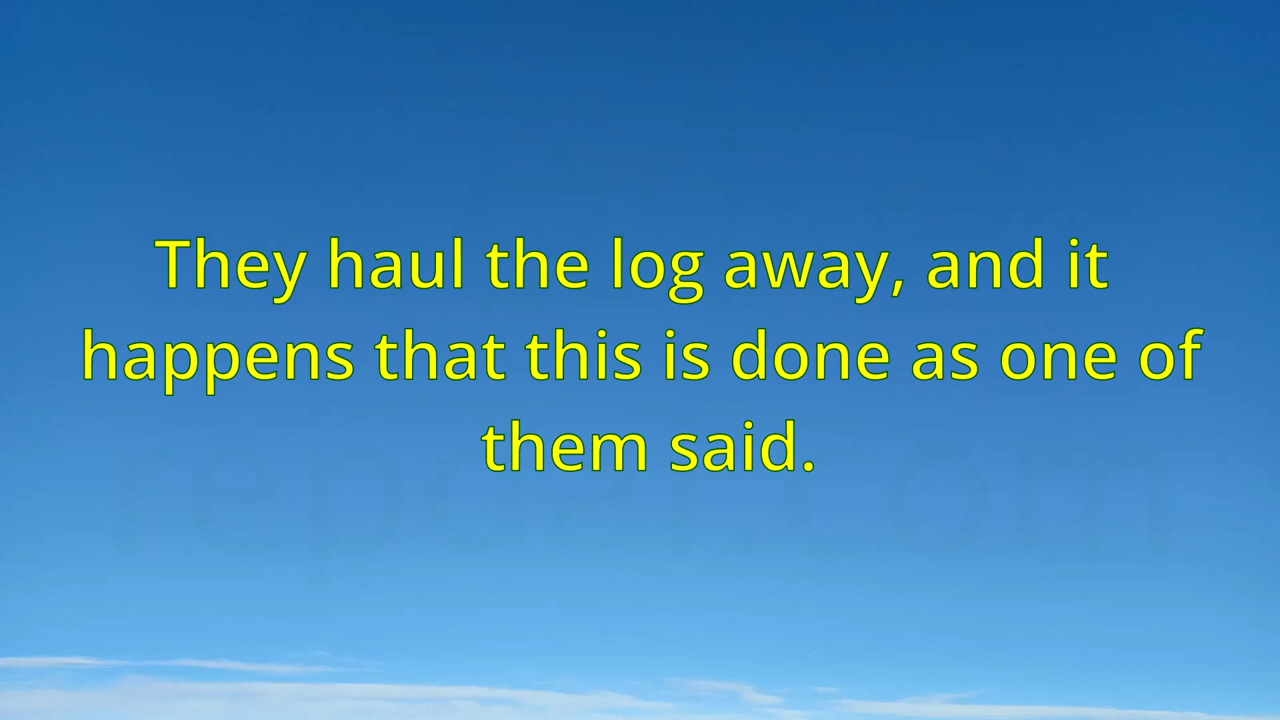 They haul the log away, and it
happens that this is done as one of
them said.